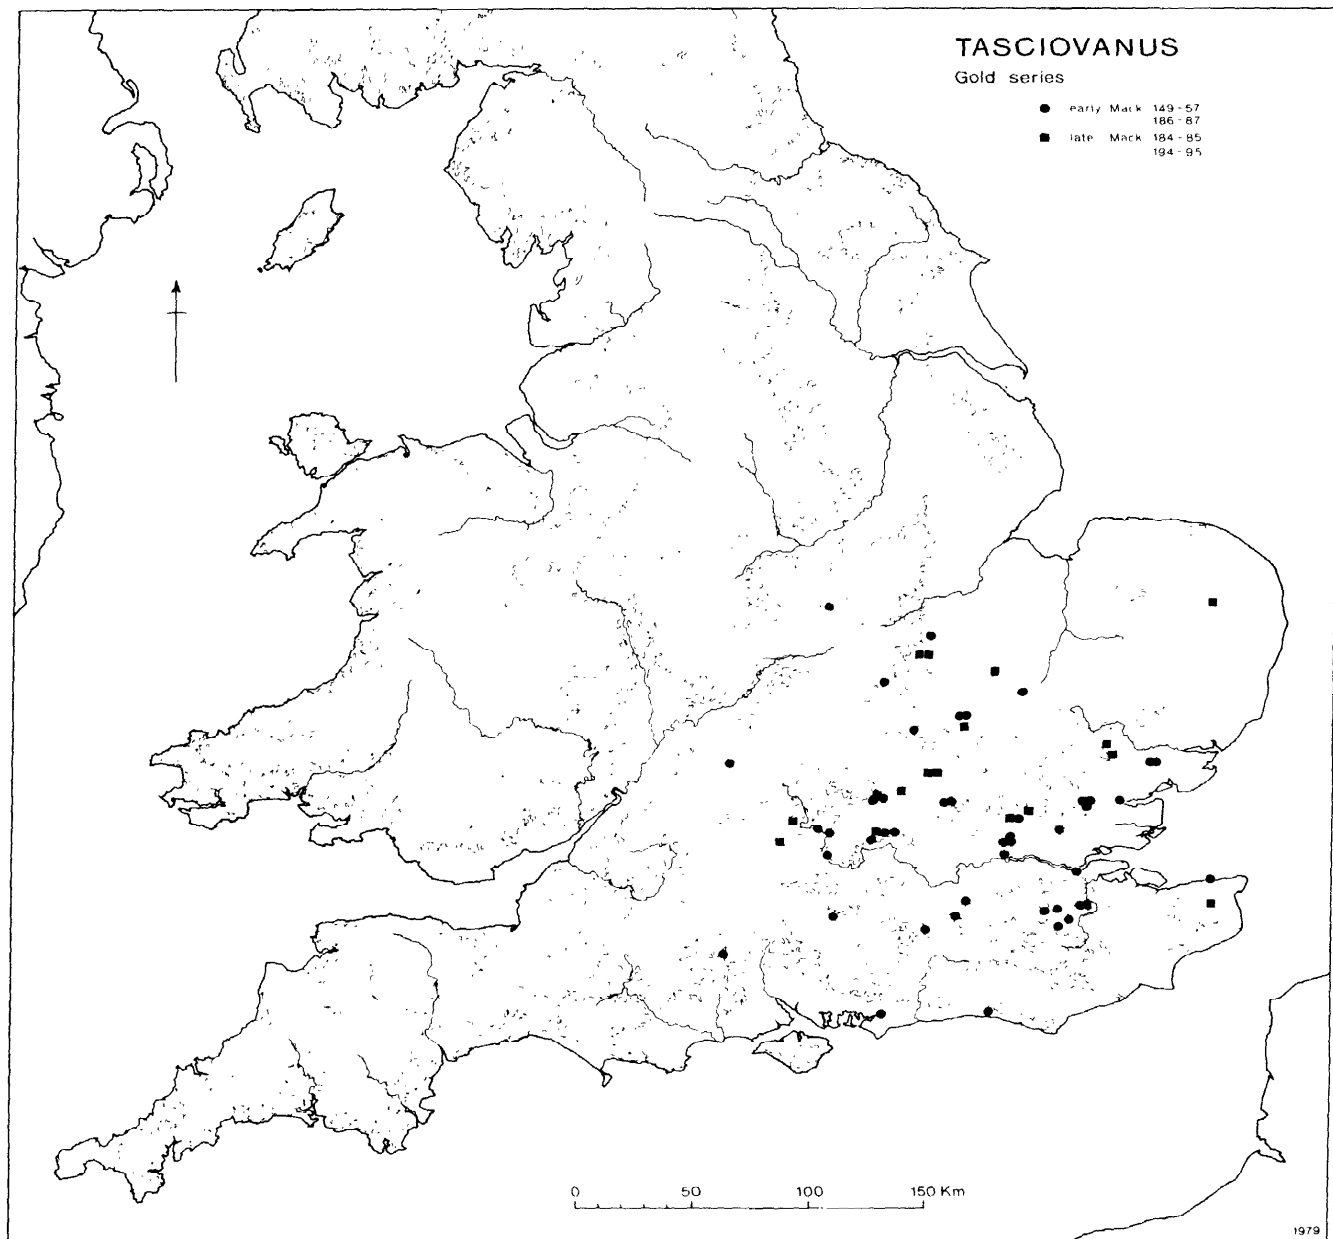 TASCIOVANUS
Gold series
early Mack 149-57
186-87
late Mack 184-85
194-95
0 50 100 150 Km
1979